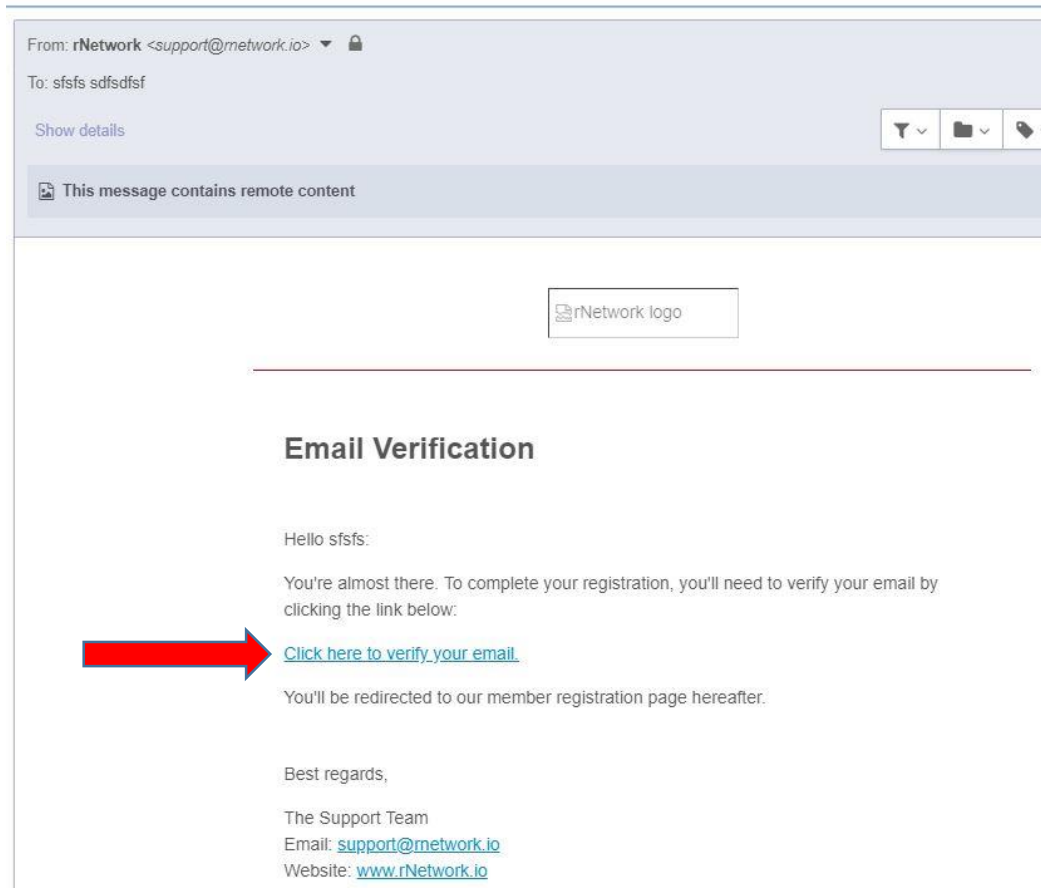 From: rNetwork <support@rnetwork.io>
To: sfsfs sdfsdfsf
Show details
This message contains remote content
rNetwork logo
Email Verification
Hello sfsfs:
You're almost there. To complete your registration, you'll need to verify your email by
clicking the link below:
Click here to verify your email.
You'll be redirected to our member registration page hereafter.
Best regards,
The Support Team
Email: support@rnetwork.io
Website: www.rNetwork.io